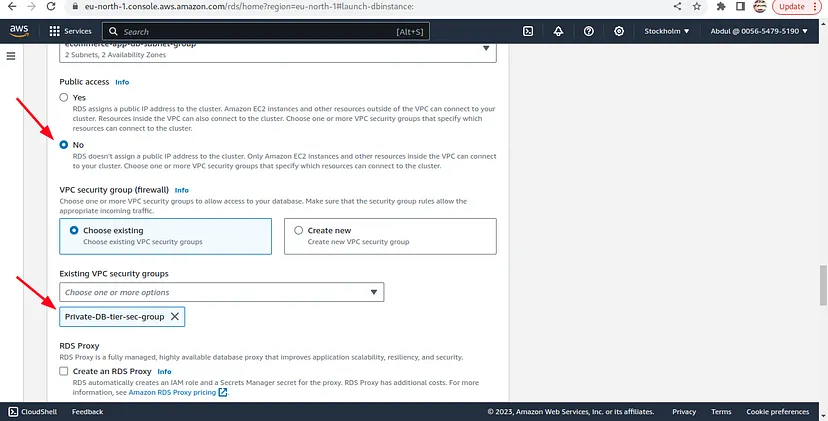 eu-north-1.console.aws.amazon.com/rds/home?region=eu-north-1#launch-dbinstance:
Update
aws
Services
Search
[Alt+S]
Stockholm
Abdul @ 0056-5479-5190
ecommerce-app-db-subnet-group
2 Subnets, 2 Availability Zones
Public access Info
Yes
RDS assigns a public IP address to the cluster. Amazon EC2 instances and other resources outside of the VPC can connect to your
cluster. Resources inside the VPC can also connect to the cluster. Choose one or more VPC security groups that specify which
resources can connect to the cluster.
No
RDS doesn't assign a public IP address to the cluster. Only Amazon EC2 instances and other resources inside the VPC can connect
to your cluster. Choose one or more VPC security groups that specify which resources can connect to the cluster.
VPC security group (firewall) Info
Choose one or more VPC security groups to allow access to your database. Make sure that the security group rules allow the
appropriate incoming traffic.
Choose existing
Choose existing VPC security groups
Create new
Create new VPC security group
Existing VPC security groups
Choose one or more options
Private-DB-tier-sec-group
RDS Proxy
RDS Proxy is a fully managed, highly available database proxy that improves application scalability, resiliency, and security.
Create an RDS Proxy Info
RDS automatically creates an IAM role and a Secrets Manager secret for the proxy. RDS Proxy has additional costs. For more
information, see Amazon RDS Proxy pricing.
CloudShell
Feedback
© 2023, Amazon Web Services, Inc. or its affiliates.
Privacy
Terms
Cookie preferences